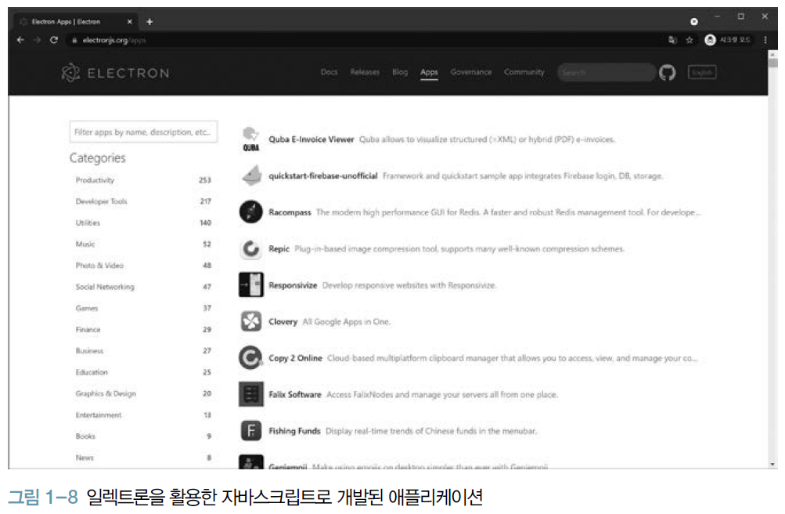 Electron Apps | Electron
electronjs.org/apps
시크릿 모드
ELECTRON
Docs Releases Blog Apps Governance Community Search English
Filter apps by name, description, etc..
Categories
Productivity 253
Developer Tools 217
Utilities 140
Music 52
Photo & Video 48
Social Networking 47
Games 37
Finance 29
Business 27
Education 25
Graphics & Design 20
Entertainment 13
Books 9
News 8
QUBA
Quba E-Invoice Viewer Quba allows to visualize structured (>XML) or hybrid (PDF) e-invoices.
quickstart-firebase-unofficial Framework and quickstart sample app integrates Firebase login, DB, storage.
Racompass The modern high performance GUI for Redis. A faster and robust Redis management tool. For develope...
Repic Plug-in-based image compression tool, supports many well-known compression schemes.
Responsivize Develop responsive websites with Responsivize.
Clovery All Google Apps in One.
Copy 2 Online Cloud-based multiplatform clipboard manager that allows you to access, view, and manage your co...
Falix Software Access FalixNodes and manage your servers all from one place.
F
Fishing Funds Display real-time trends of Chinese funds in the menubar.
Geniemoji Make using emojis on desktop simpler than ever with Geniemoji
그림 1-8 일렉트론을 활용한 자바스크립트로 개발된 애플리케이션